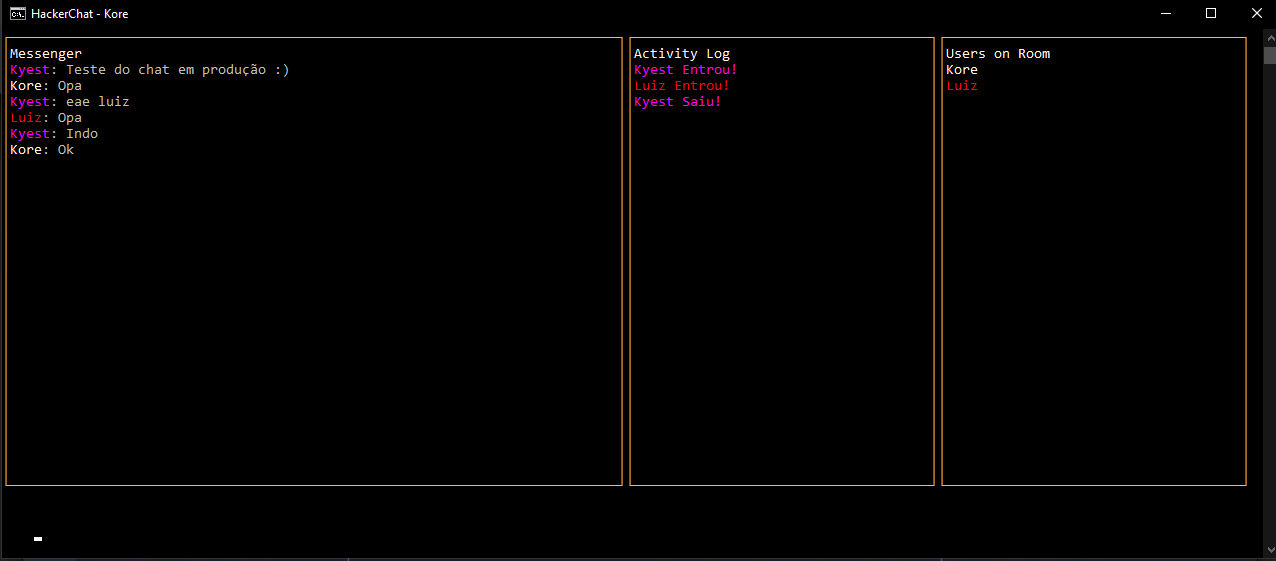 HackerChat - Kore
Messenger
Kyest: Teste do chat em produção :)
Kore: Opa
Kyest: eae luiz
Luiz: Opa
Kyest: Indo
Kore: Ok
Activity Log
Kyest Entrou!
Luiz Entrou!
Kyest Saiu!
Users on Room
Kore
Luiz